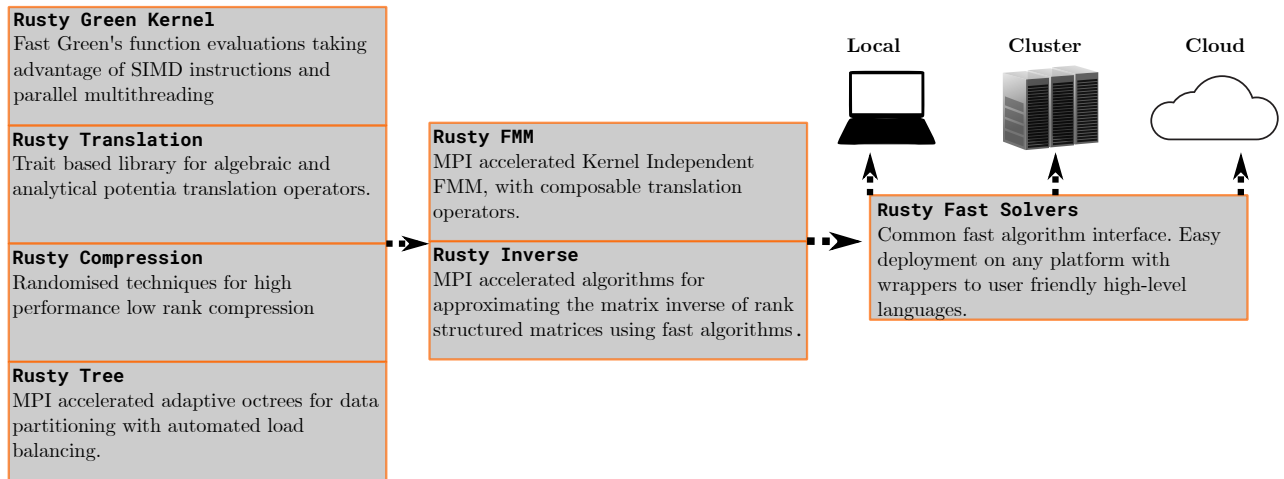 Rusty Green Kernel
Fast Green's function evaluations taking
advantage of SIMD instructions and
parallel multithreading
Rusty Translation
Trait based library for algebraic and
analytical potentia translation operators.
Rusty Compression
Randomised techniques for high
performance low rank compression
Rusty Tree
MPI accelerated adaptive octrees for data
partitioning with automated load
balancing.
Rusty FMM
MPI accelerated Kernel Independent
FMM, with composable translation
operators.
Rusty Inverse
MPI accelerated algorithms for
approximating the matrix inverse of rank
structured matrices using fast algorithms.
Local
Cluster
Cloud
Rusty Fast Solvers
Common fast algorithm interface. Easy
deployment on any platform with
wrappers to user friendly high-level
languages.